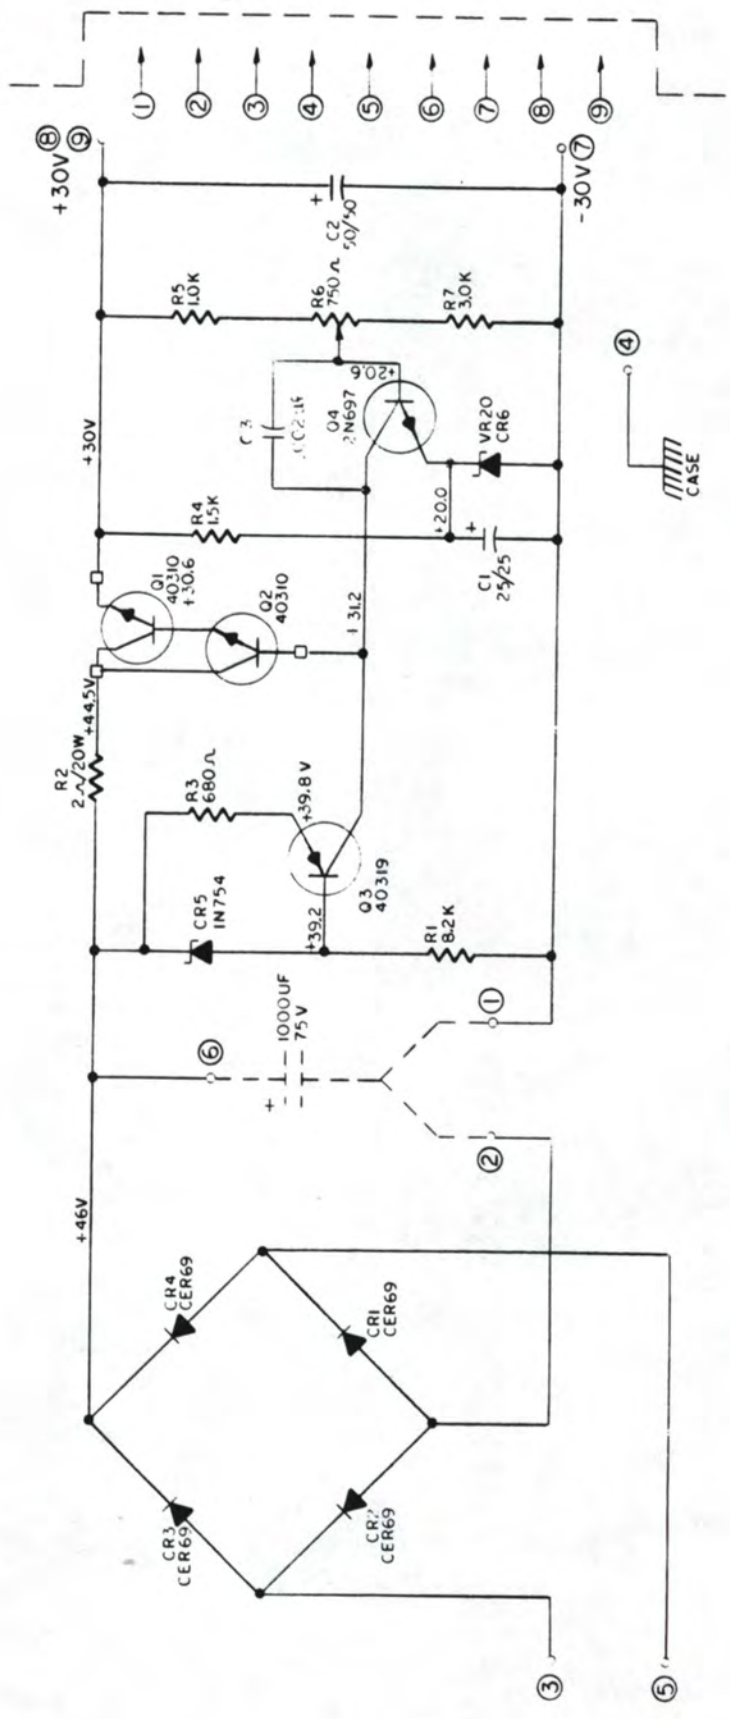 +30V ⑧ ⑨
① ② ③ ④ ⑤ ⑥ ⑦ ⑧ ⑨
-30V ⑦
C2
50/50
+
R5
1.0K
R6
750Ω
R7
3.0K
④
CASE
+30V
C3
+20.6
Q4
2N697
VR20
CR6
R4
1.5K
+20.0
+
C1
25/25
Q1
40310
+30.6
Q2
40310
31.2
+44.5V
R2
2Ω/20W
R3
680Ω
+39.8V
Q3
40319
CR5
1N754
+39.2
R1
8.2K
1000UF
75V
+
⑥
①
②
+46V
CR4
CER69
CR1
CER69
CR3
CER69
CR2
CER69
③
⑤